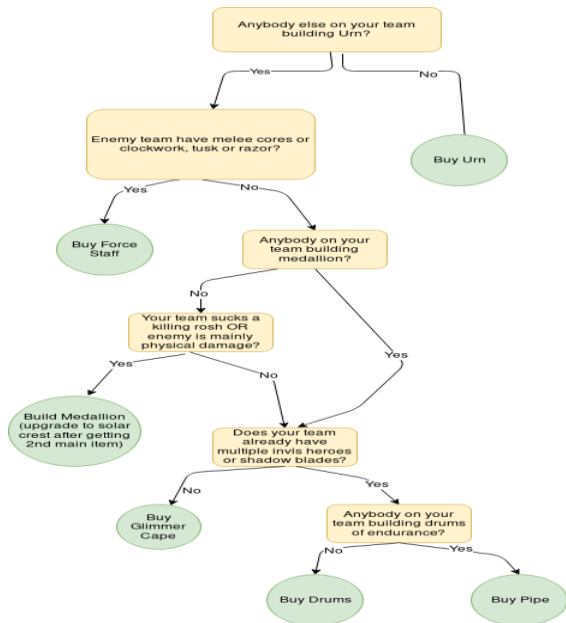 Anybody else on your team
building Urn?
Yes
No
Enemy team have melee cores or
clockwork, tusk or razor?
Buy Urn
Yes
No
Buy Force
Staff
Anybody on your
team building
medallion?
No
Your team sucks a
killing rosh OR
enemy is mainly
physical damage?
Yes
Yes
No
Build Medallion
(upgrade to solar
crest after getting
2nd main item)
Does your team
already have
multiple invis heroes
or shadow blades?
No
Yes
Buy
Glimmer
Cape
Anybody on your
team building drums
of endurance?
No
Yes
Buy Drums
Buy Pipe